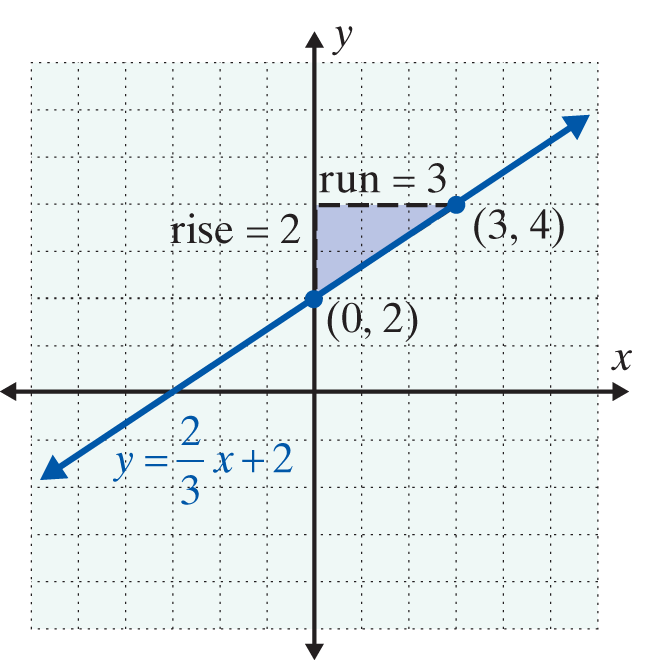 y
run = 3
rise = 2
(3, 4)
(0, 2)
x
y = 2/3 x + 2